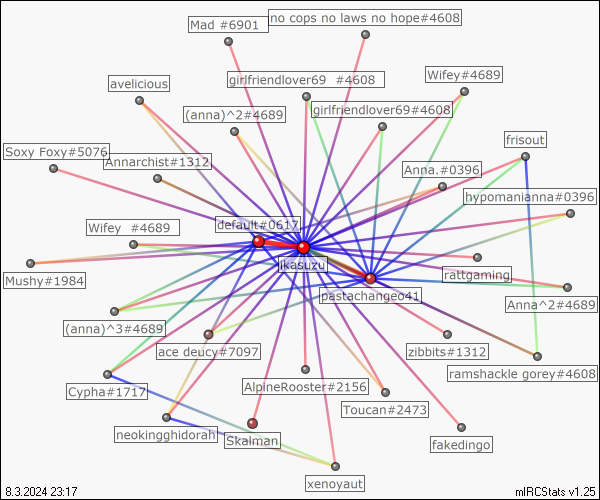 no cops no laws no hope#4608
Mad #6901
girlfriendlover69 #4608
Wifey#4689
avelicious
(anna)^2#4689
girlfriendlover69#4608
frisout
Soxy Foxy#5076
Annarchist#1312
Anna.#0396
hypomanianna#0396
Wifey #4689
default#0617
ikasuzu
rattgaming
Mushy#1984
pastachangeo41
Anna^2#4689
(anna)^3#4689
ace deucy#7097
zibbits#1312
ramshackle gorey#4608
Cypha#1717
AlpineRooster#2156
Toucan#2473
neokingghidorah
Skalman
fakedingo
xenoyaut
8.3.2024 23:17
mIRCStats v1.25